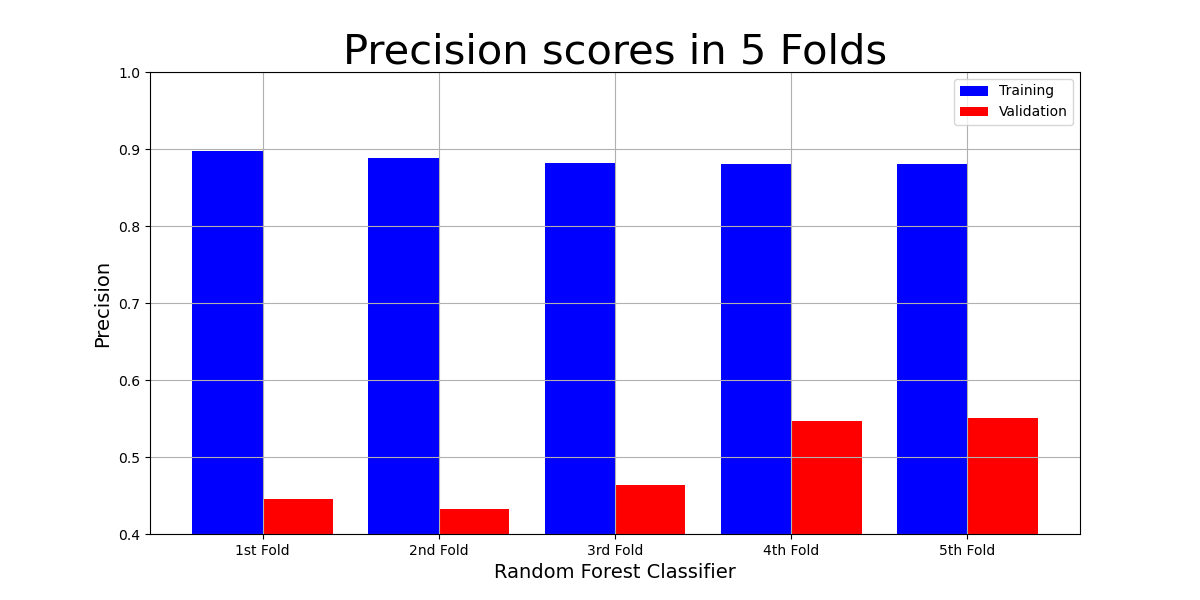 Precision scores in 5 Folds
Training
Validation
Precision
1.0
0.9
0.8
0.7
0.6
0.5
0.4
1st Fold
2nd Fold
3rd Fold
4th Fold
5th Fold
Random Forest Classifier